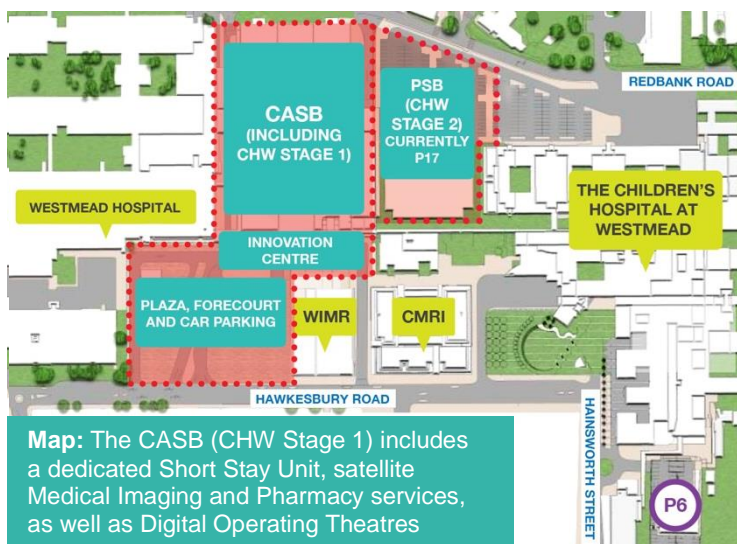 REDBANK ROAD
CASB
(INCLUDING
CHW STAGE 1)
PSB
(CHW
STAGE 2)
CURRENTLY
P17
THE CHILDREN'S
HOSPITAL AT
WESTMEAD
WESTMEAD HOSPITAL
INNOVATION
CENTRE
PLAZA, FORECOURT
AND CAR PARKING
WIMR
CMRI
HAWKESBURY ROAD
HAINSWORTH STREET
P6
Map: The CASB (CHW Stage 1) includes
a dedicated Short Stay Unit, satellite
Medical Imaging and Pharmacy services,
as well as Digital Operating Theatres